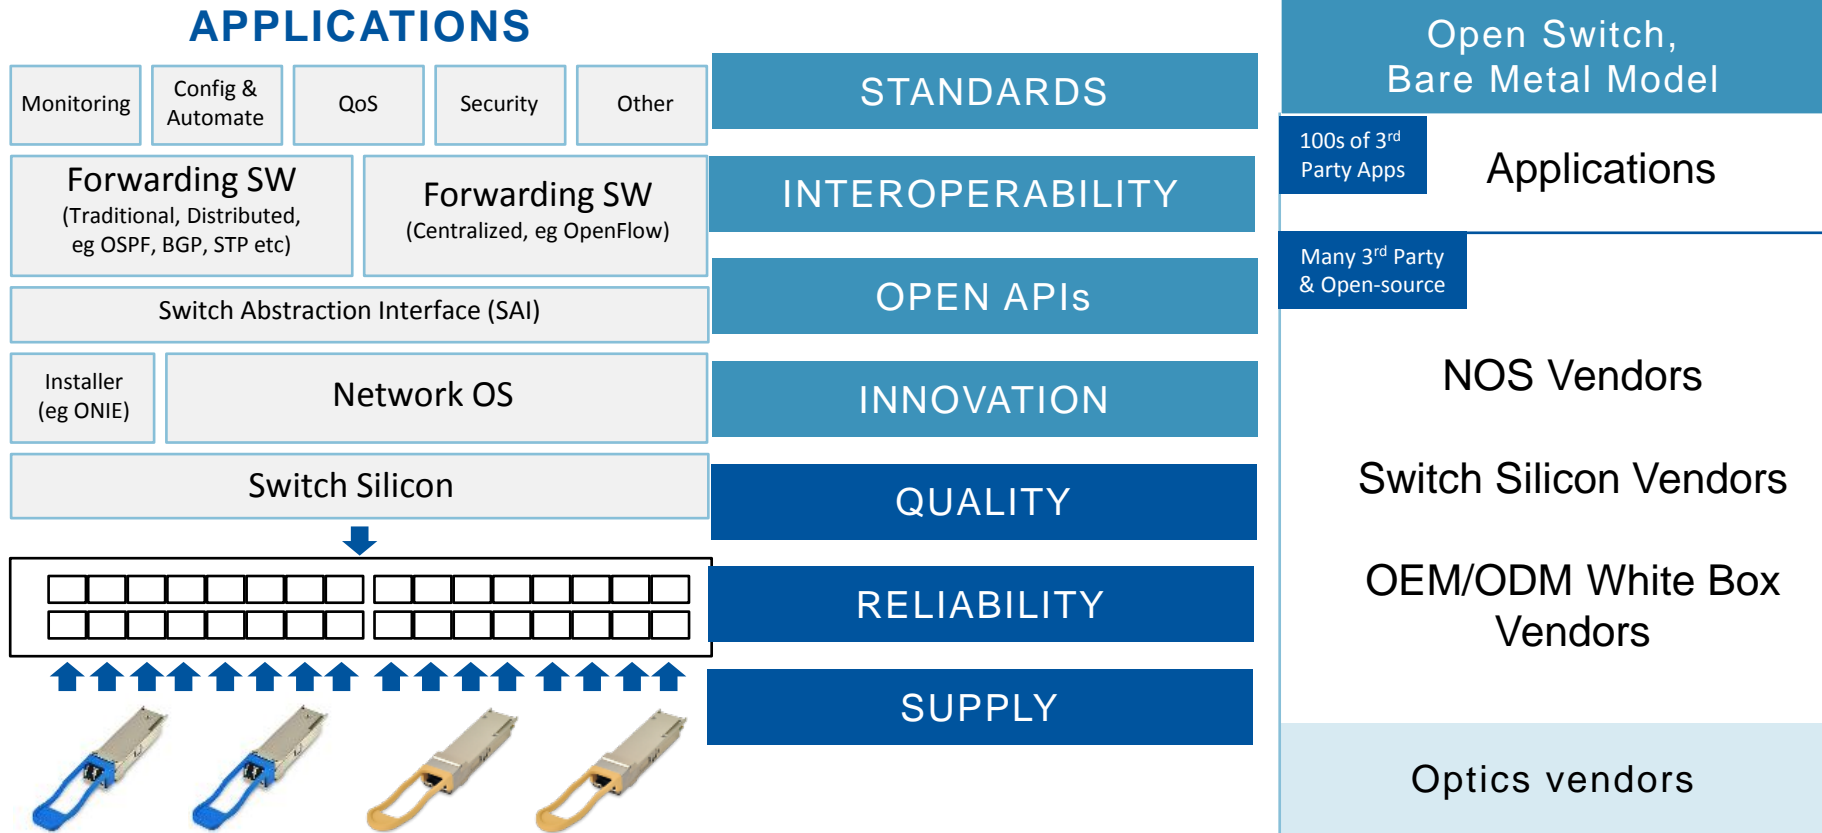 APPLICATIONS
Monitoring
Config &
Automate
QoS
Security
Other
Forwarding SW
(Traditional, Distributed,
eg OSPF, BGP, STP etc)
Forwarding SW
(Centralized, eg OpenFlow)
Switch Abstraction Interface (SAI)
Installer
(eg ONIE)
Network OS
Switch Silicon
STANDARDS
INTEROPERABILITY
OPEN APIs
INNOVATION
QUALITY
RELIABILITY
SUPPLY
Open Switch,
Bare Metal Model
100s of 3rd
Party Apps
Applications
Many 3rd Party
& Open-source
NOS Vendors
Switch Silicon Vendors
OEM/ODM White Box
Vendors
Optics vendors